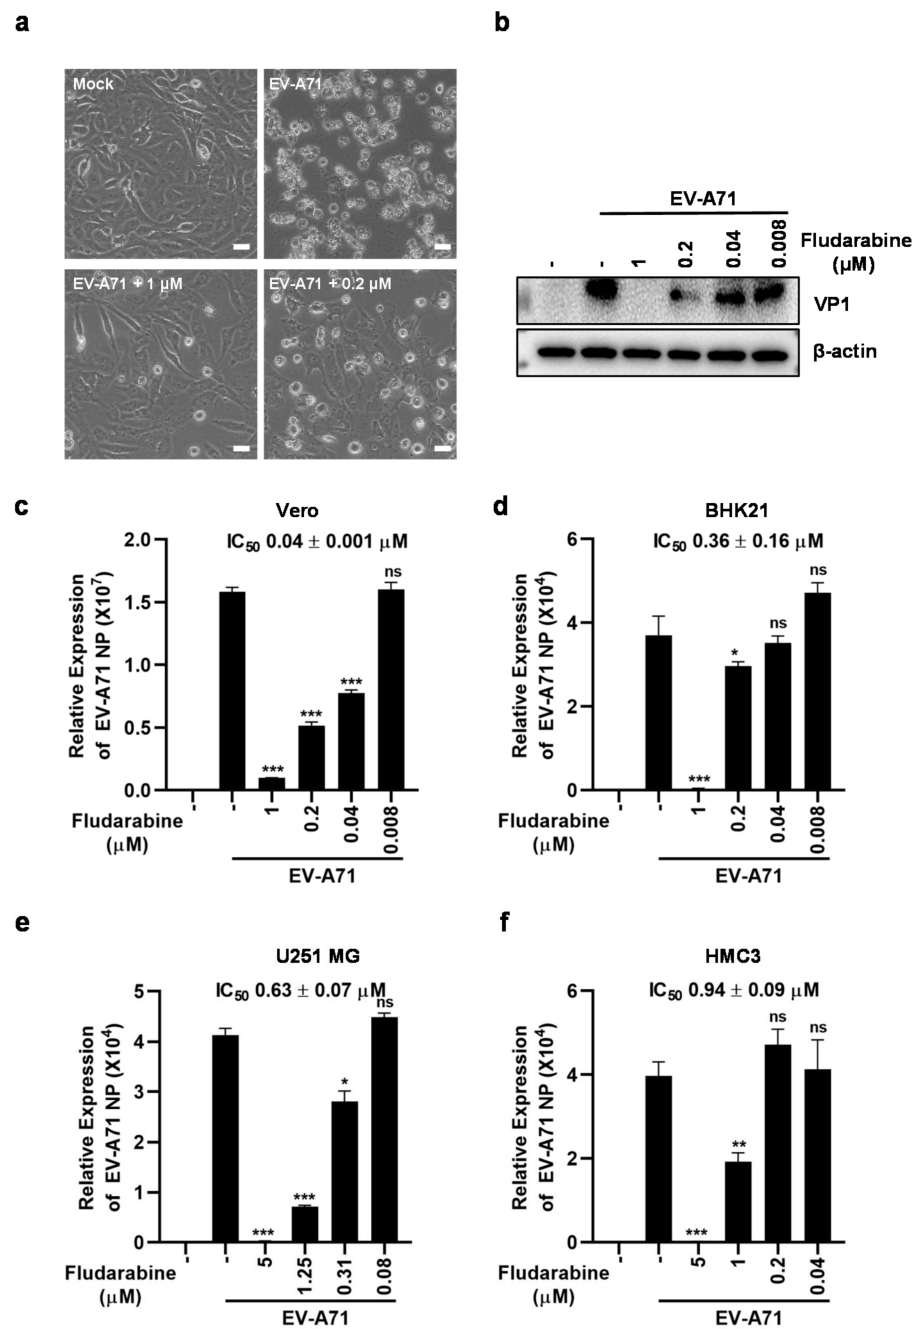 a
Mock
EV-A71
EV-A71 + 1 μM
EV-A71 + 0.2 μM
b
EV-A71
- - 1 0.2 0.04 0.008
Fludarabine
(μM)
VP1
β-actin
c
Vero
IC50 0.04 ± 0.001 μM
Relative Expression
of EV-A71 NP (X10⁷)
2.0
1.5
1.0
0.5
0.0
***
***
***
ns
- - 1 0.2 0.04 0.008
Fludarabine
(μM)
EV-A71
d
BHK21
IC50 0.36 ± 0.16 μM
Relative Expression
of EV-A71 NP (X10⁴)
6
4
2
0
***
*
ns
ns
- - 1 0.2 0.04 0.008
Fludarabine
(μM)
EV-A71
e
U251 MG
IC50 0.63 ± 0.07 μM
Relative Expression
of EV-A71 NP (X10⁴)
5
4
3
2
1
0
***
***
*
ns
- - 5 1.25 0.31 0.08
Fludarabine
(μM)
EV-A71
f
HMC3
IC50 0.94 ± 0.09 μM
Relative Expression
of EV-A71 NP (X10⁴)
6
4
2
0
***
**
ns
ns
- - 5 1 0.2 0.04
Fludarabine
(μM)
EV-A71